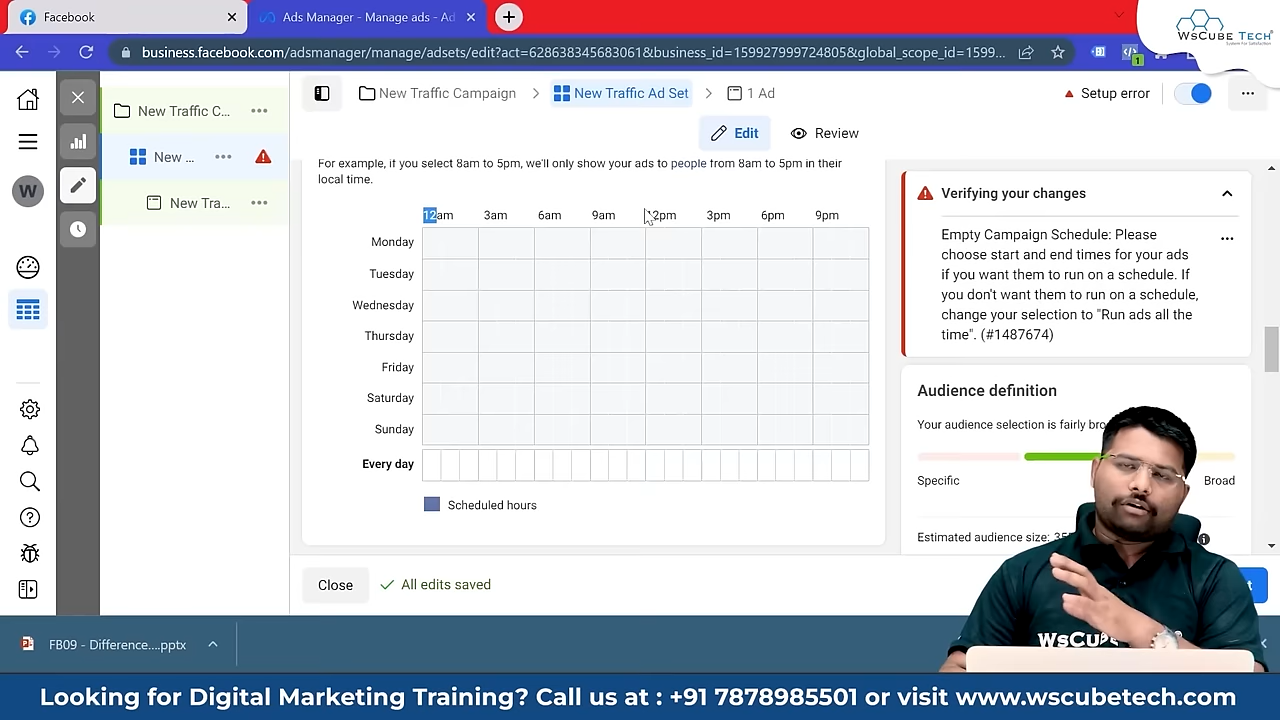 Facebook
Ads Manager - Manage ads - Ad
WsCube Tech
System For Satisfaction
business.facebook.com/adsmanager/manage/adsets/edit?act=628638345683061&business_id=159927999724805&global_scope_id=1599...
1
New Traffic C...
New ...
New Tra...
W
New Traffic Campaign
New Traffic Ad Set
1 Ad
Setup error
Edit
Review
For example, if you select 8am to 5pm, we'll only show your ads to people from 8am to 5pm in their
local time.
12am 3am 6am 9am 12pm 3pm 6pm 9pm
Monday
Tuesday
Wednesday
Thursday
Friday
Saturday
Sunday
Every day
Scheduled hours
Verifying your changes
Empty Campaign Schedule: Please
choose start and end times for your ads
if you want them to run on a schedule. If
you don't want them to run on a schedule,
change your selection to "Run ads all the
time". (#1487674)
Audience definition
Your audience selection is fairly bro
Specific
Broad
Estimated audience size: 35
Close
All edits saved
t
WsCube
FB09 - Difference....pptx
Looking for Digital Marketing Training? Call us at : +91 7878985501 or visit www.wscubetech.com